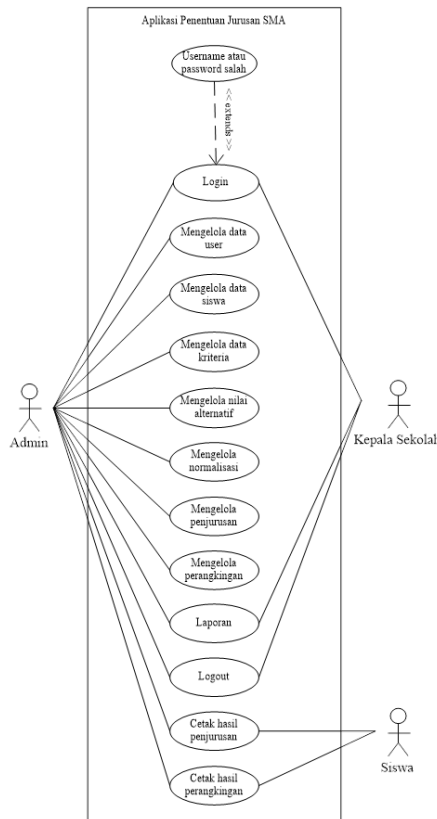 Aplikasi Penentuan Jurusan SMA
Username atau
password salah
<< extends >>
Login
Mengelola data
user
Mengelola data
siswa
Mengelola data
kriteria
Mengelola nilai
alternatif
Mengelola
normalisasi
Mengelola
penjurusan
Mengelola
perangkingan
Laporan
Logout
Cetak hasil
penjurusan
Cetak hasil
perangkingan
Admin
Kepala Sekolah
Siswa